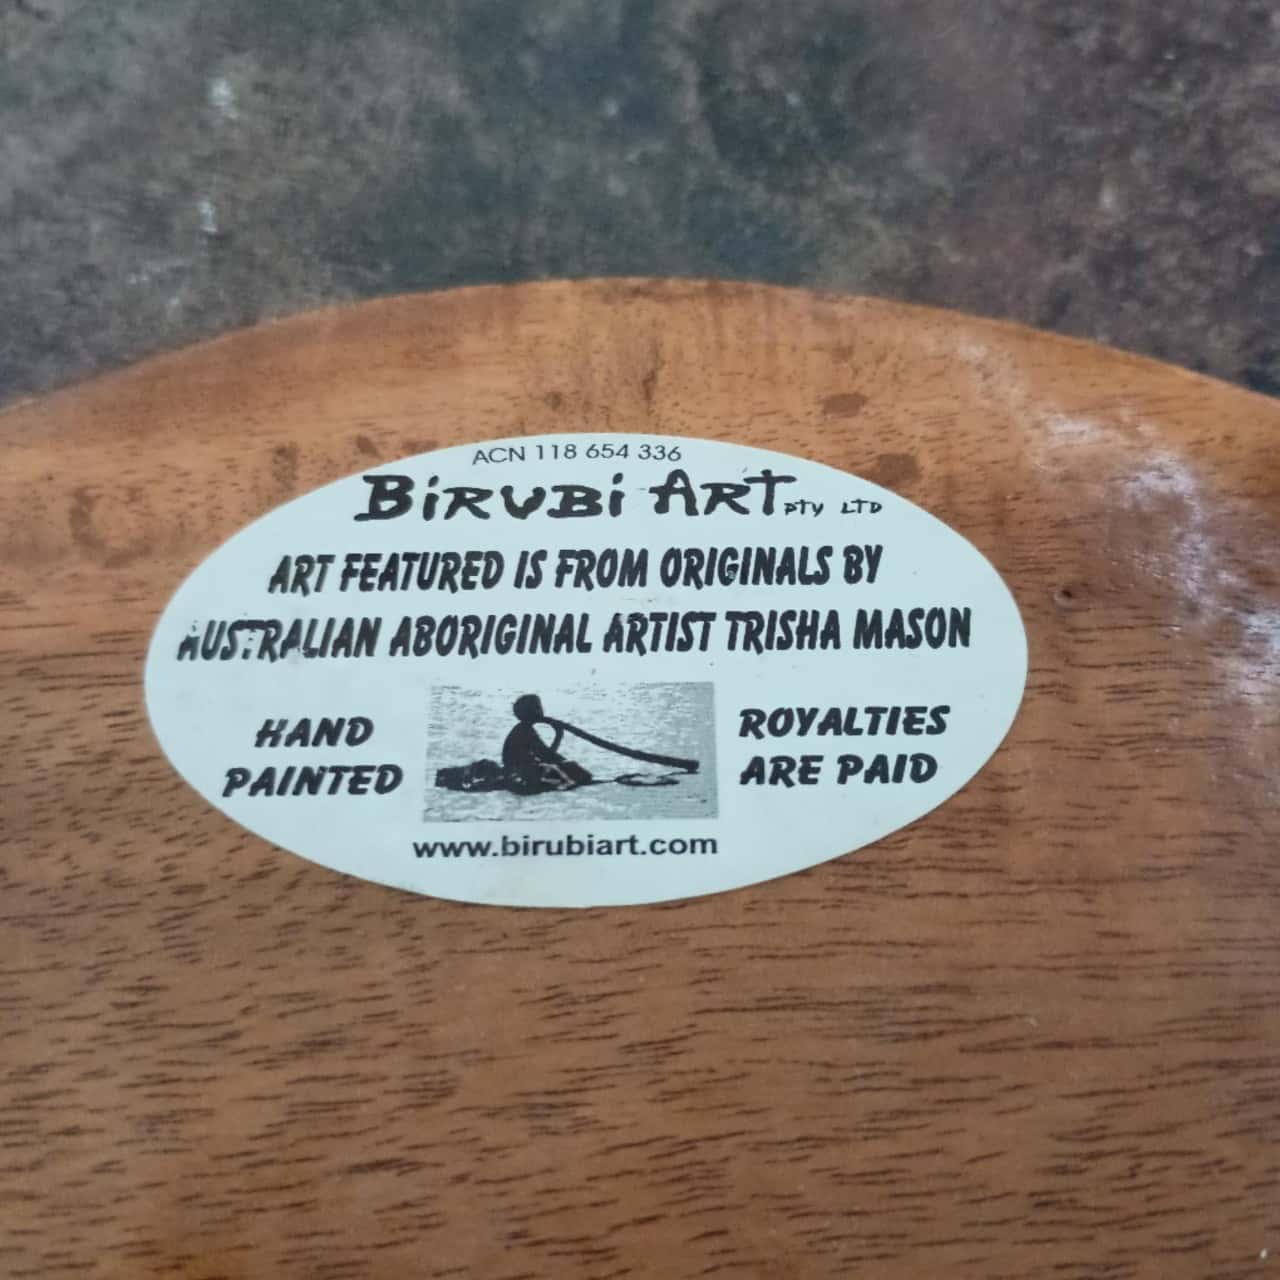 ACN 118 654 336
BiRUBi ART PTY LTD
ART FEATURED IS FROM ORIGINALS BY
AUSTRALIAN ABORIGINAL ARTIST TRISHA MASON
HAND
PAINTED
ROYALTIES
ARE PAID
www.birubiart.com